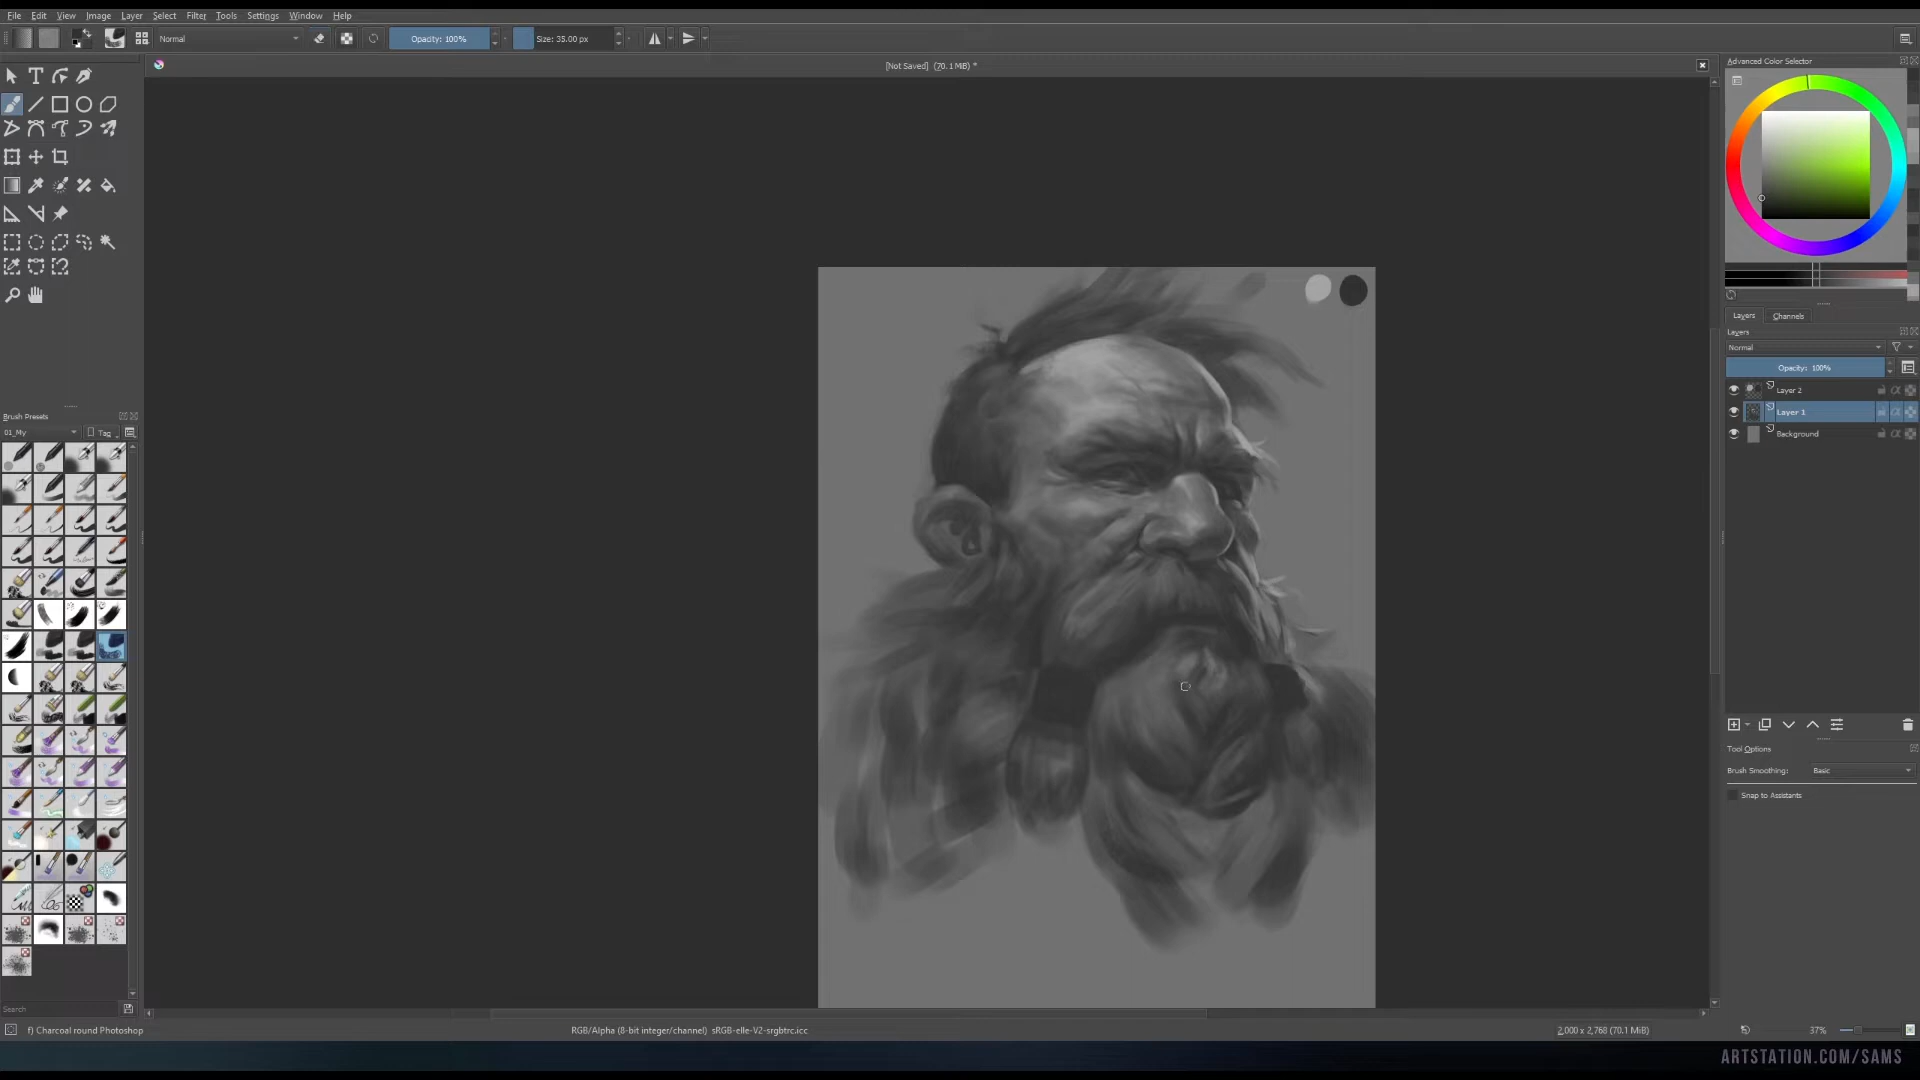 File Edit View Image Layer Select Filter Tools Settings Window Help
Normal Opacity: 100% Size: 35.00 px
[Not Saved] (70.1 MiB) *
Advanced Color Selector
Layers Channels
Layers
Normal
Opacity: 100%
Layer 2
Layer 1
Background
Brush Presets
01_My Tag
Tool Options
Brush Smoothing: Basic
Snap to Assistants
Search
f) Charcoal round Photoshop RGB/Alpha (8-bit integer/channel) sRGB-elle-V2-srgbtrc.icc 2,000 x 2,768 (70.1 MiB) 37%
ARTSTATION.COM/SAMS